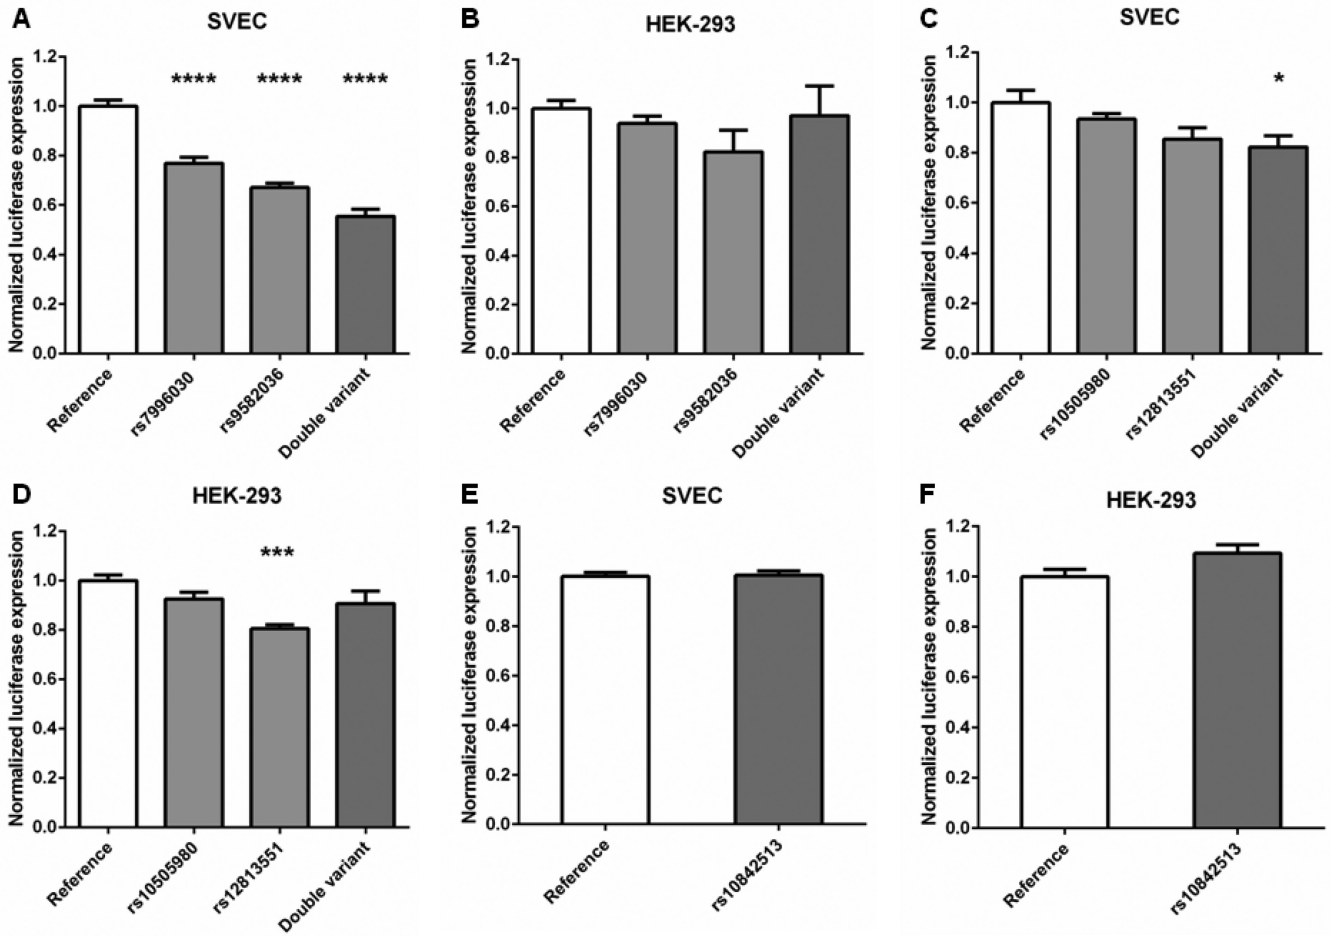 A
SVEC
Normalized luciferase expression
1.2
1.0
0.8
0.6
0.4
0.2
0.0
****
****
****
Reference
rs7996030
rs9582036
Double variant
B
HEK-293
Normalized luciferase expression
1.2
1.0
0.8
0.6
0.4
0.2
0.0
Reference
rs7996030
rs9582036
Double variant
C
SVEC
Normalized luciferase expression
1.2
1.0
0.8
0.6
0.4
0.2
0.0
*
Reference
rs10505980
rs12813551
Double variant
D
HEK-293
Normalized luciferase expression
1.2
1.0
0.8
0.6
0.4
0.2
0.0
***
Reference
rs10505980
rs12813551
Double variant
E
SVEC
Normalized luciferase expression
1.2
1.0
0.8
0.6
0.4
0.2
0.0
Reference
rs10842513
F
HEK-293
Normalized luciferase expression
1.2
1.0
0.8
0.6
0.4
0.2
0.0
Reference
rs10842513